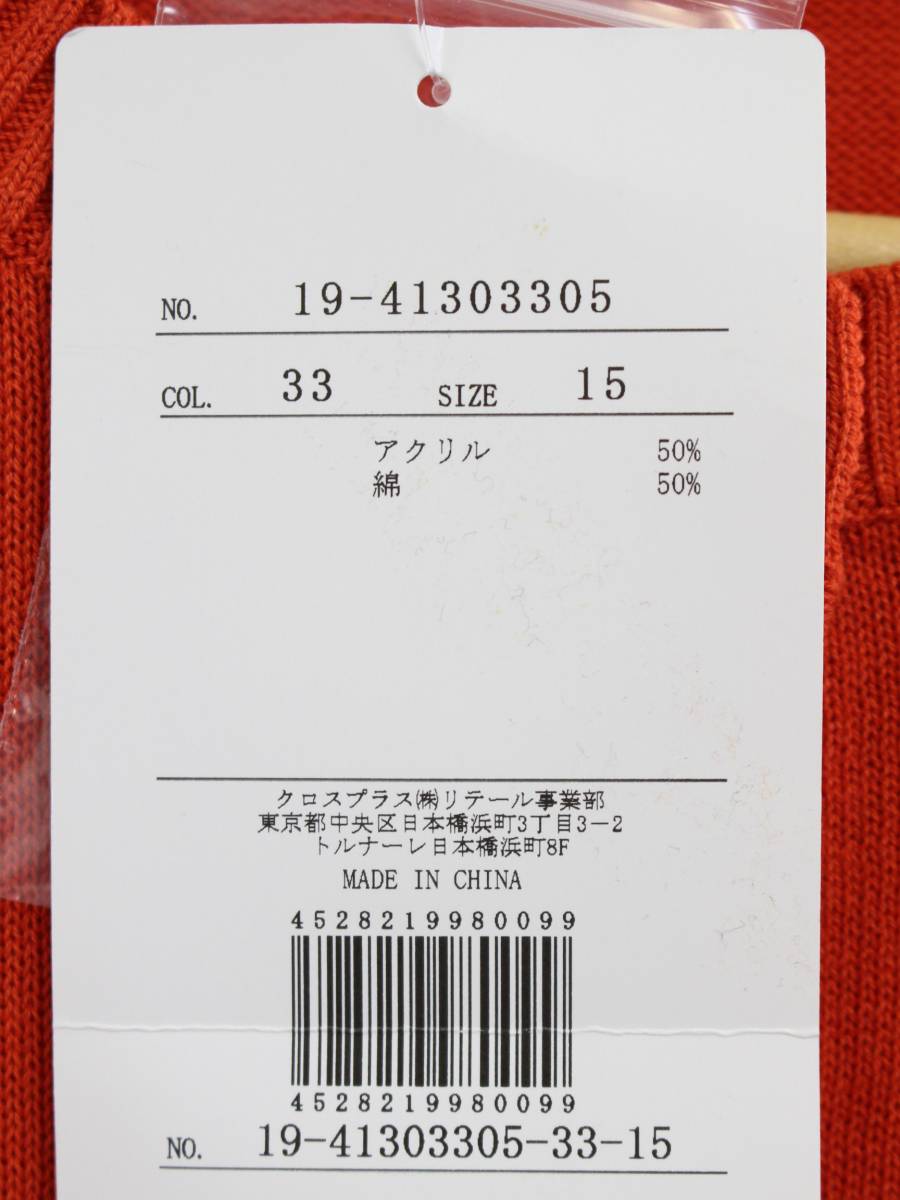 NO. 19-41303305
COL. 33 SIZE 15
アクリル 50%
綿 50%
クロスプラス㈱リテール事業部
東京都中央区日本橋浜町3丁目3−2
トルナーレ日本橋浜町8F
MADE IN CHINA
4528219980099
4528219980099
NO. 19-41303305-33-15